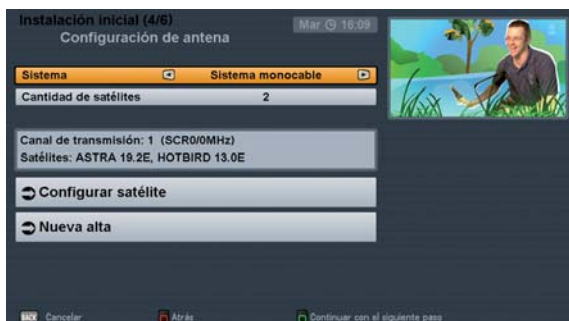 Instalación inicial (4/6)
Configuración de antena
Mar 16:09
Sistema Sistema monocable
Cantidad de satélites 2
Canal de transmisión: 1 (SCR0/0MHz)
Satélites: ASTRA 19.2E, HOTBIRD 13.0E
Configurar satélite
Nueva alta
BACK Cancelar Atrás Continuar con el siguiente paso